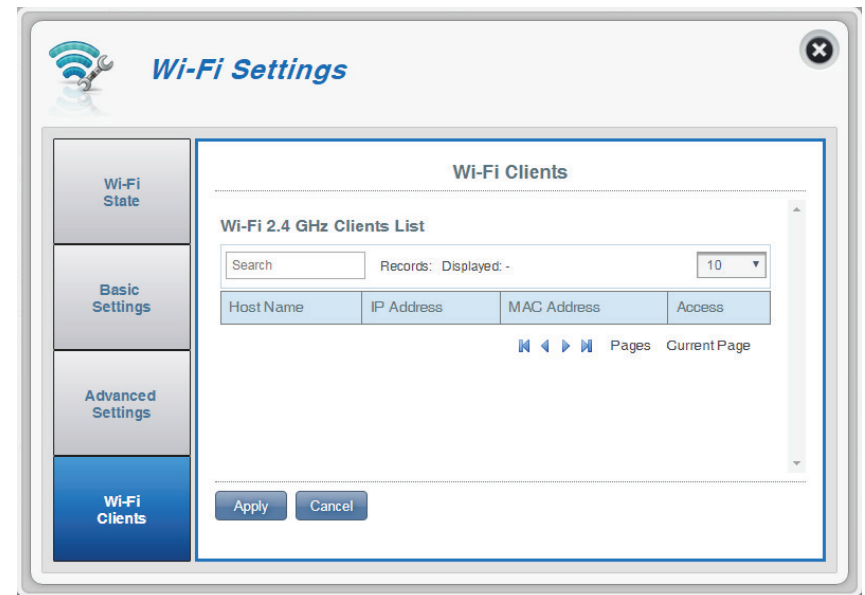 Wi-Fi Settings
Wi-Fi
State
Basic
Settings
Advanced
Settings
Wi-Fi
Clients
Wi-Fi Clients
Wi-Fi 2.4 GHz Clients List
Search Records: Displayed: - 10
Host Name IP Address MAC Address Access
Pages Current Page
Apply Cancel